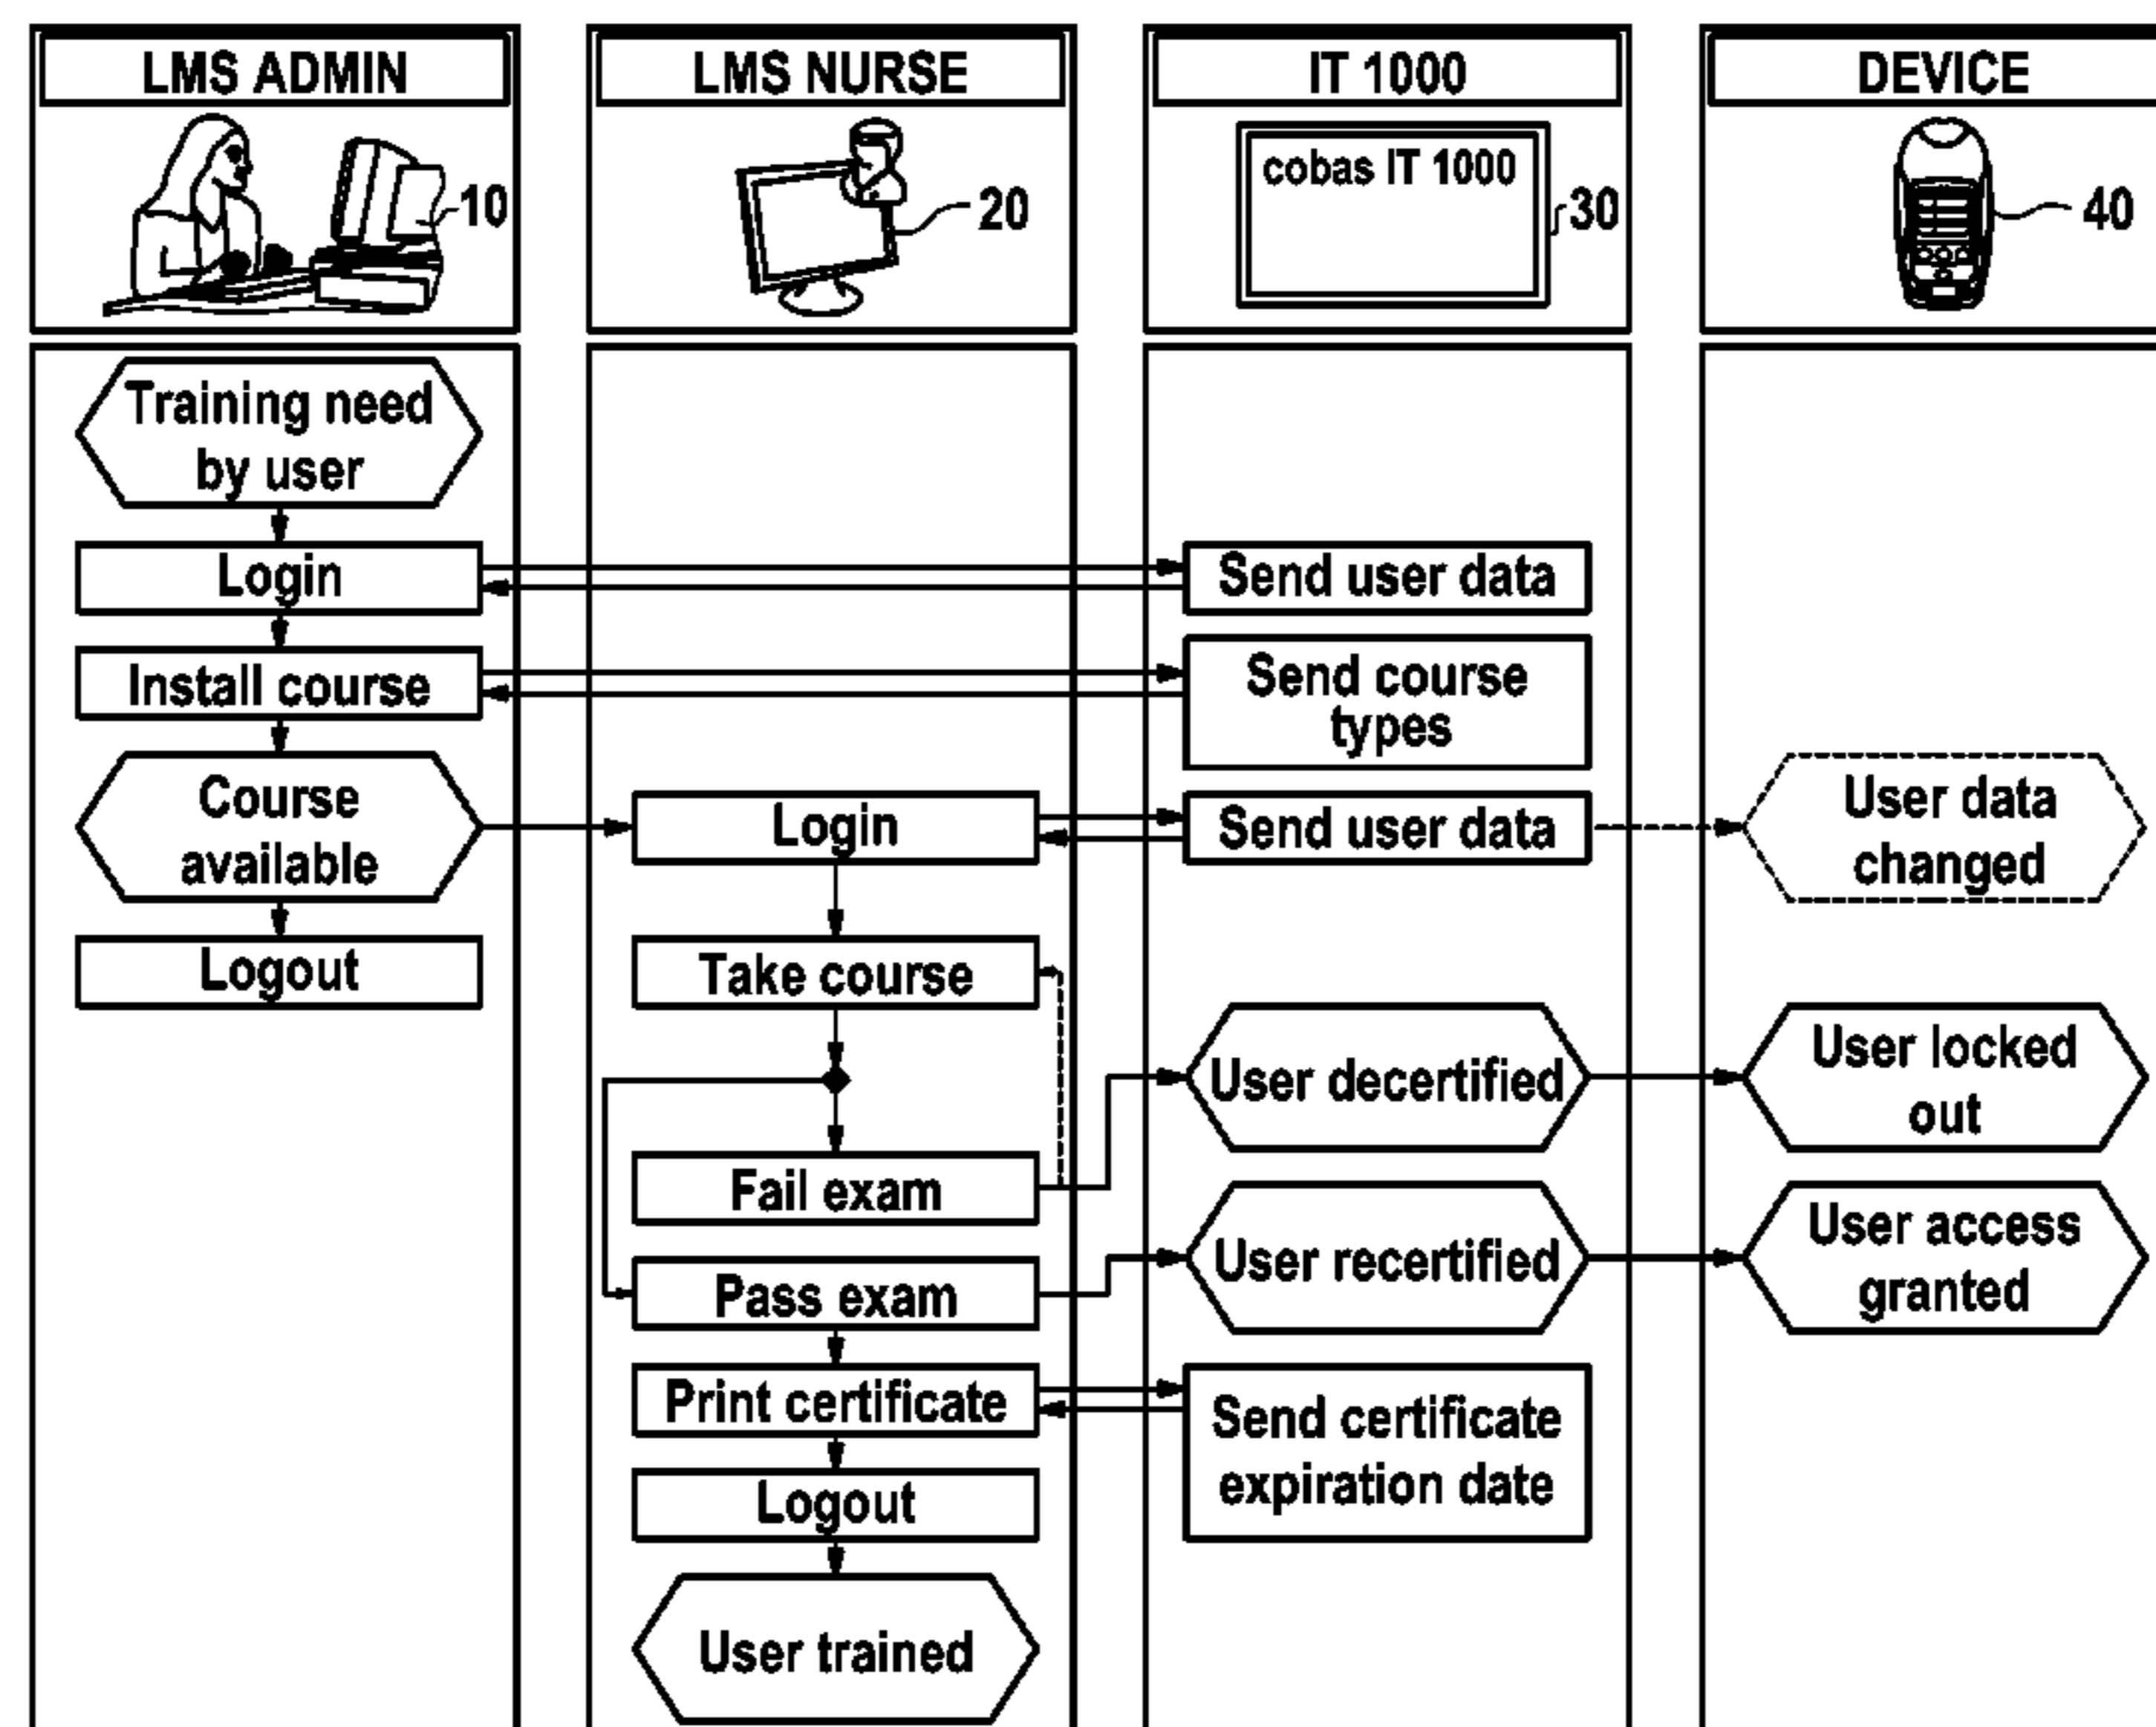 LMS ADMIN
LMS NURSE
IT 1000
DEVICE
10
20
cobas IT 1000
30
40
Training need
by user
Login
Send user data
Install course
Send course
types
Course
available
Login
Send user data
User data
changed
Logout
Take course
User decertified
User locked
out
Fail exam
User recertified
User access
granted
Pass exam
Print certificate
Send certificate
expiration date
Logout
User trained